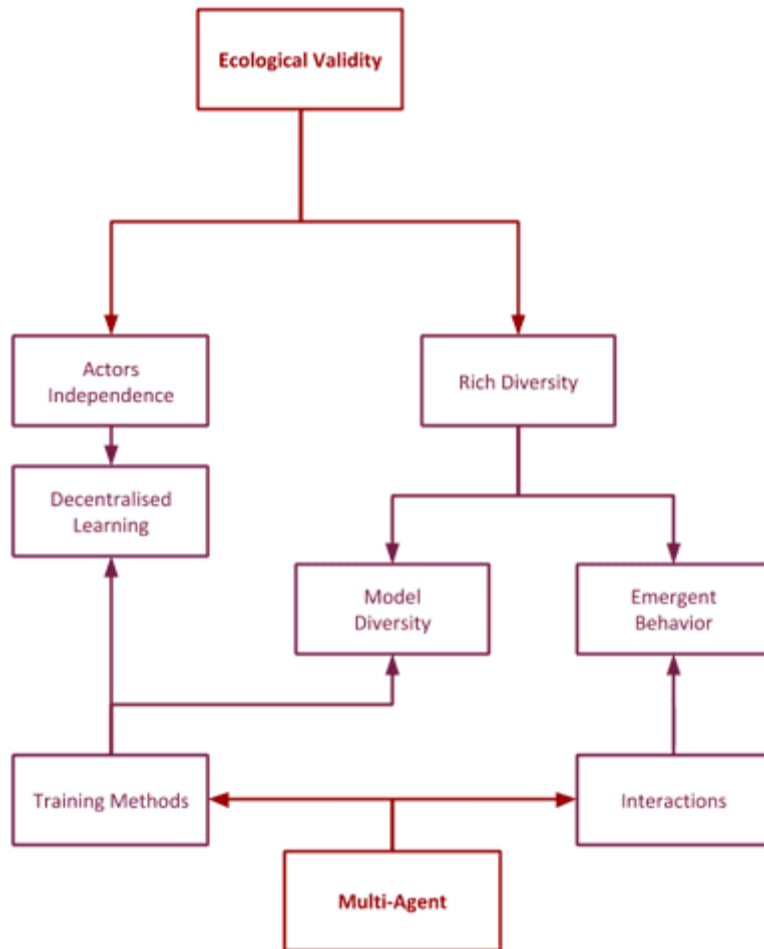 Ecological Validity
Actors
Independence
Rich Diversity
Decentralised
Learning
Model
Diversity
Emergent
Behavior
Training Methods
Interactions
Multi-Agent